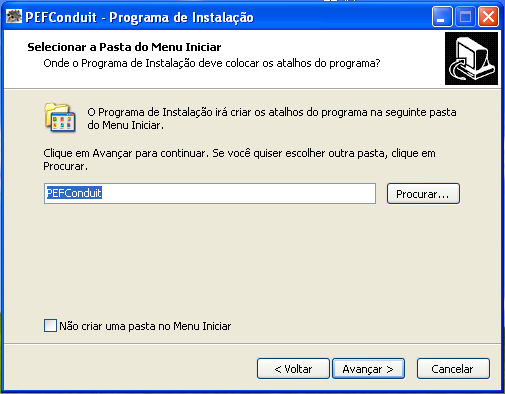 PEFConduit - Programa de Instalação
Selecionar a Pasta do Menu Iniciar
Onde o Programa de Instalação deve colocar os atalhos do programa?
O Programa de Instalação irá criar os atalhos do programa na seguinte pasta
do Menu Iniciar.
Clique em Avançar para continuar. Se você quiser escolher outra pasta, clique em
Procurar.
PEFConduit
Procurar...
Não criar uma pasta no Menu Iniciar
< Voltar
Avançar >
Cancelar